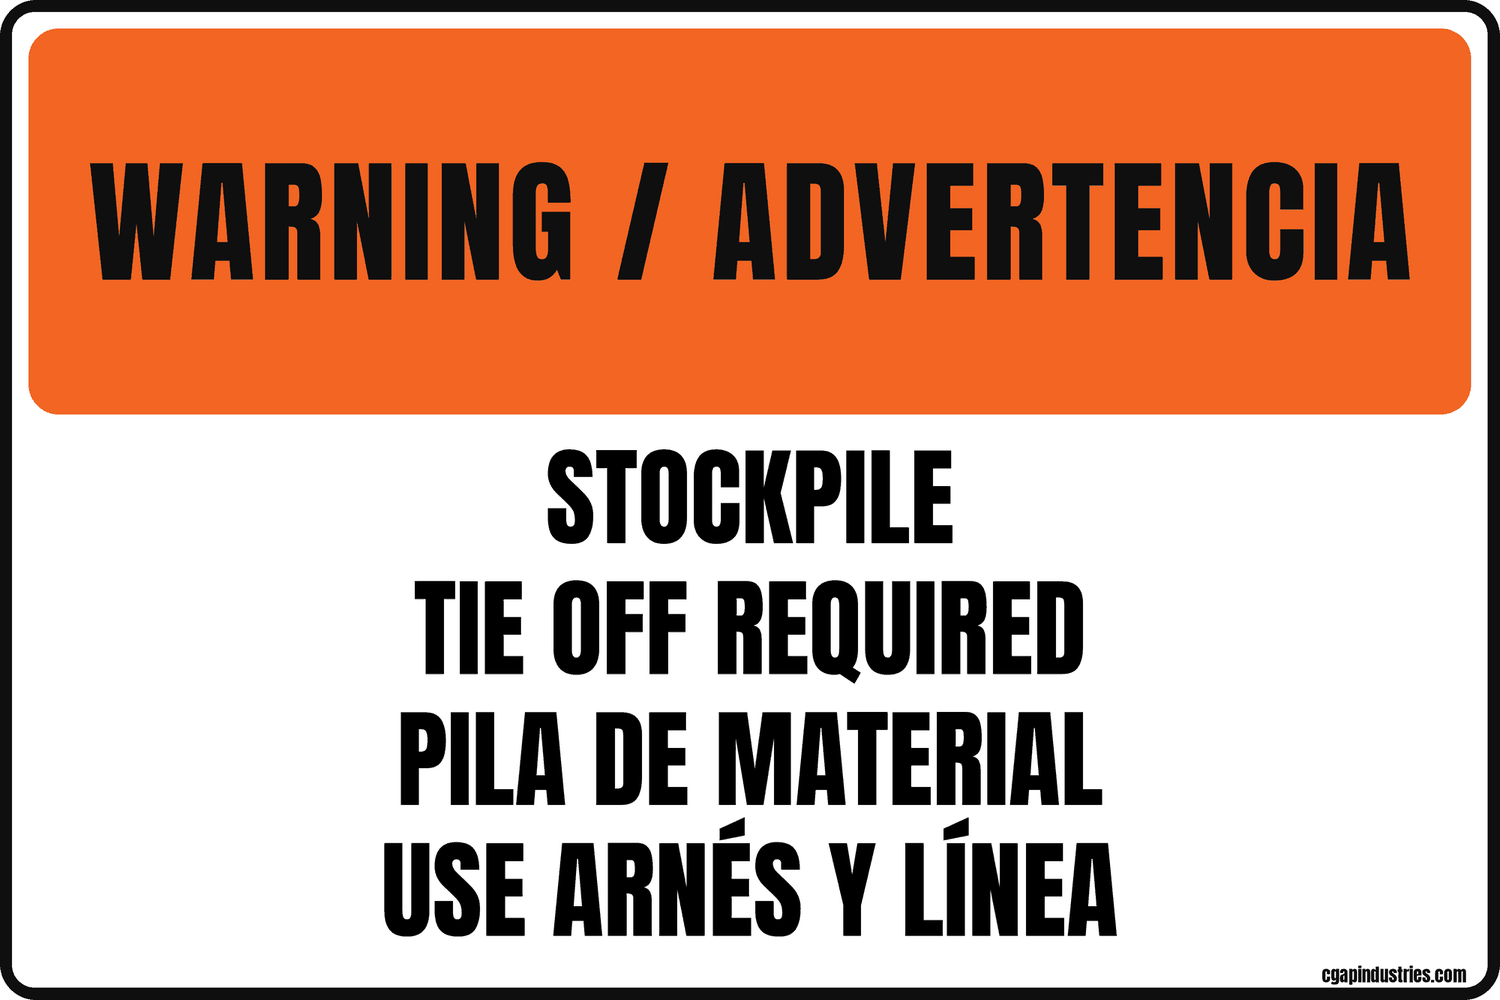 WARNING / ADVERTENCIA
STOCKPILE
TIE OFF REQUIRED
PILA DE MATERIAL
USE ARNÉS Y LÍNEA
cgapindustries.com